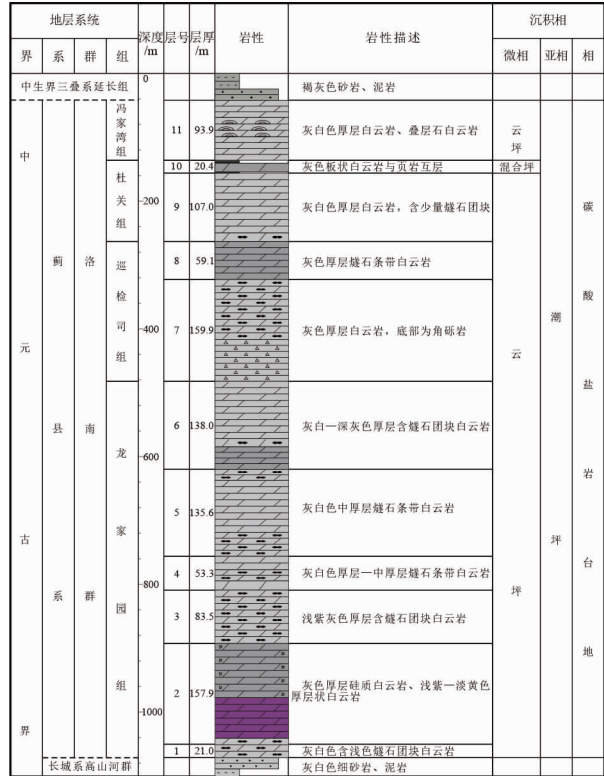 地层系统
深度/m
层号
层厚/m
岩性
岩性描述
沉积相
界
系
群
组
微相
亚相
相
中生界三叠系延长组
0
褐灰色砂岩、泥岩
中元古界
蓟县系
洛南群
冯家湾组
11
93.9
灰白色厚层白云岩、叠层石白云岩
云坪
潮坪
碳酸盐岩台地
10
20.4
灰色板状白云岩与页岩互层
混合坪
杜关组
200
9
107.0
灰白色厚层白云岩，含少量燧石团块
云坪
巡检司组
8
59.1
灰色厚层燧石条带白云岩
400
7
159.9
灰色厚层白云岩，底部为角砾岩
龙家园组
6
138.0
灰白—深灰色厚层含燧石团块白云岩
600
5
135.6
灰白色中厚层燧石条带白云岩
4
53.3
灰白色厚层—中厚层燧石条带白云岩
800
3
83.5
浅紫灰色厚层含燧石团块白云岩
2
157.9
灰色厚层硅质白云岩、浅紫—淡黄色
厚层状白云岩
1000
1
21.0
灰白色含浅色燧石团块白云岩
长城系高山河群
灰白色细砂岩、泥岩